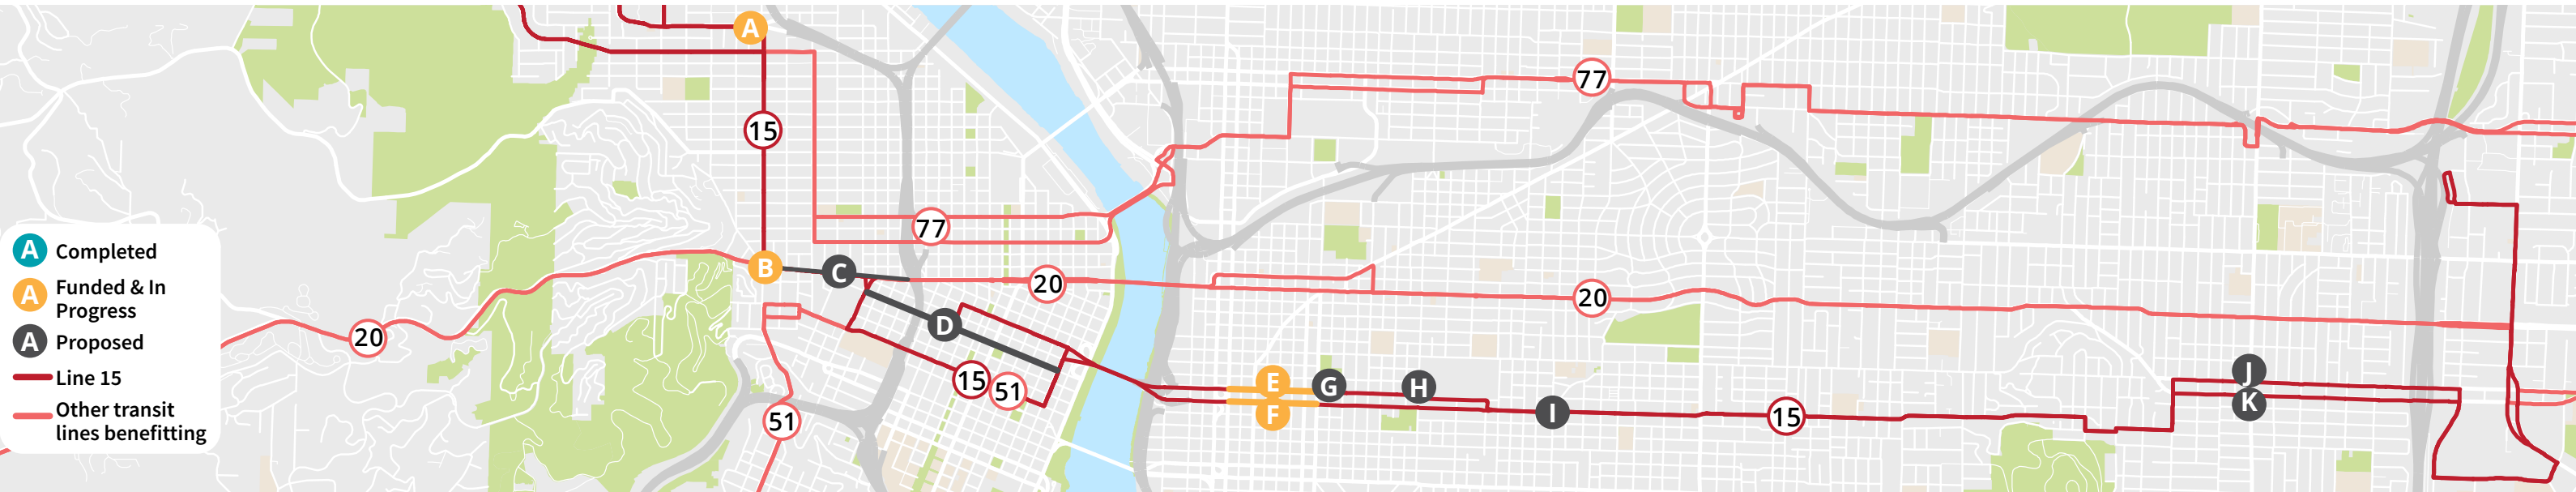 A
77
15
77
B
C
20
20
D
20
15
51
51
E
F
G
H
I
15
J
K
A Completed
A Funded & In
Progress
A Proposed
Line 15
Other transit
lines benefitting